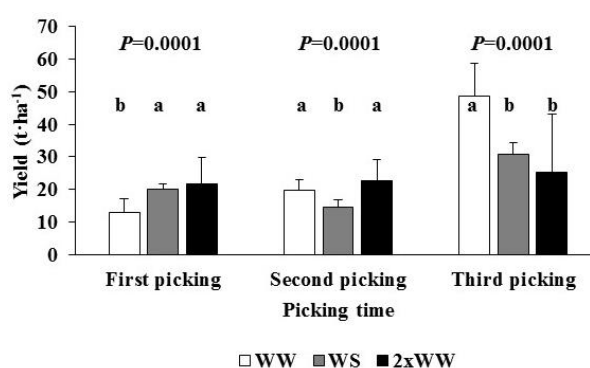 70
60
50
40
30
20
10
0
Yield (t·ha⁻¹)
P=0.0001 P=0.0001 P=0.0001
b a a a b a a b b
First picking Second picking Third picking
Picking time
WW WS 2xWW